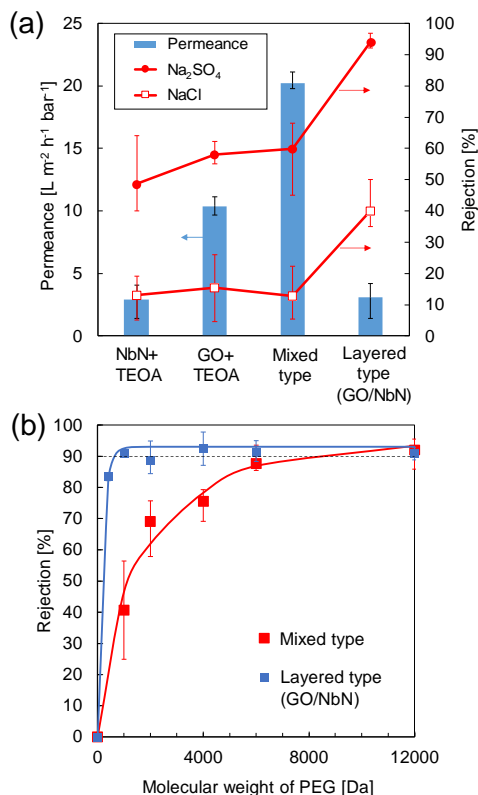 (a)
25
20
15
10
5
0
Permeance [L m⁻² h⁻¹ bar⁻¹]
Permeance
Na₂SO₄
NaCl
100
90
80
70
60
50
40
30
20
10
0
Rejection [%]
NbN+
TEOA
GO+
TEOA
Mixed
type
Layered
type
(GO/NbN)
(b)
100
90
80
70
60
50
40
30
20
10
0
Rejection [%]
Mixed type
Layered type
(GO/NbN)
0
4000
8000
12000
Molecular weight of PEG [Da]